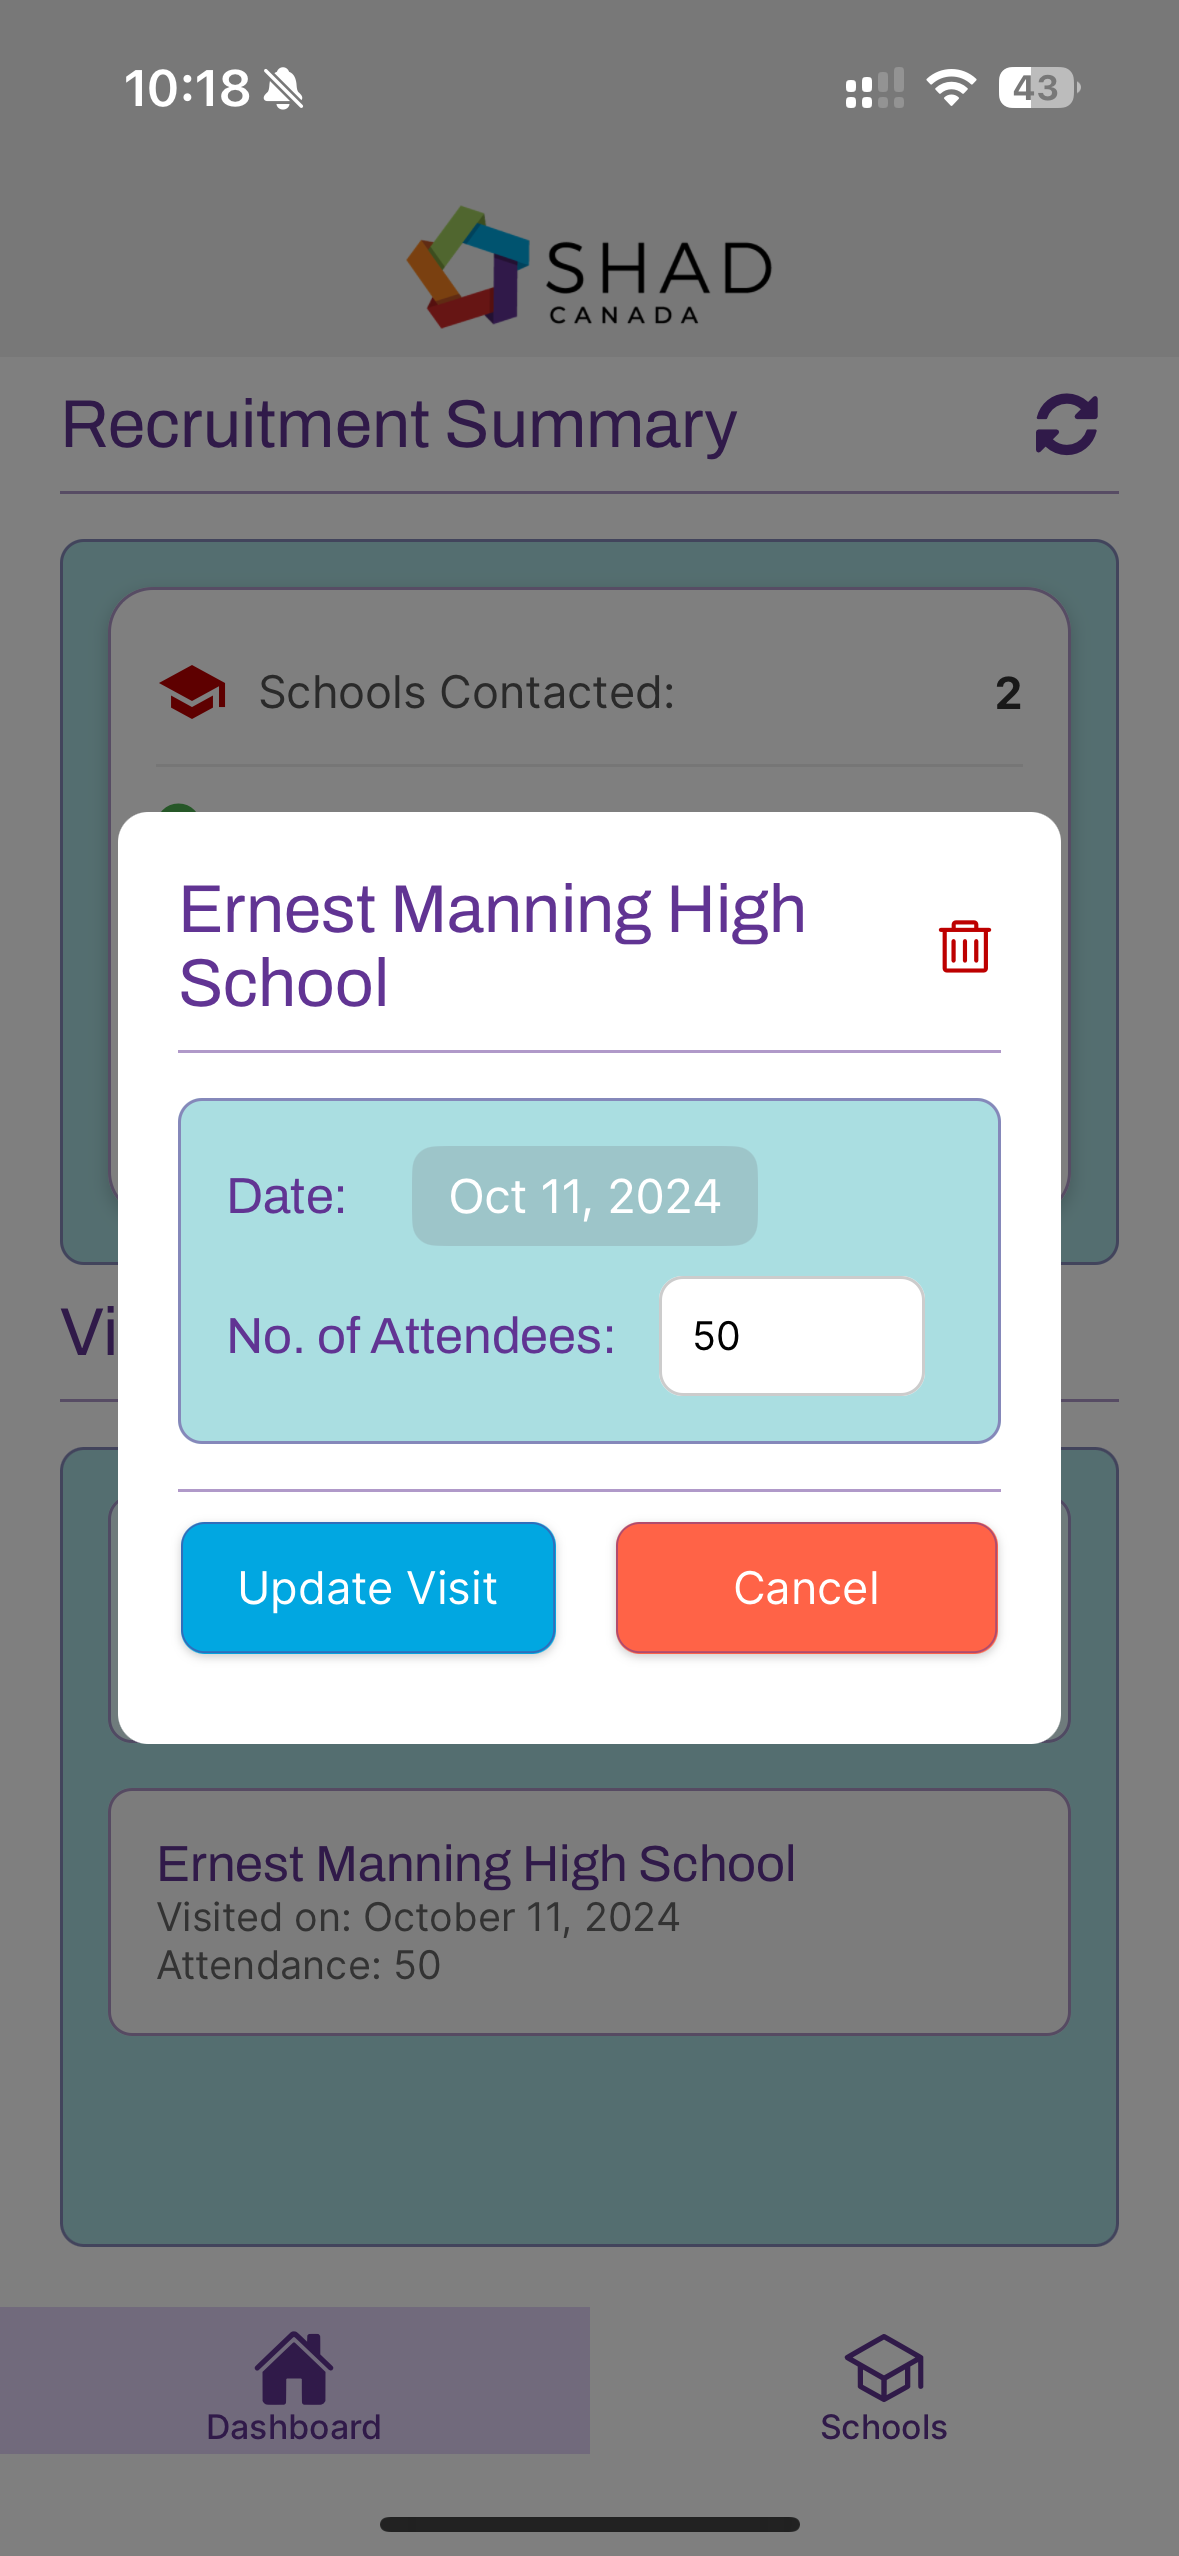 10:18
43
SHAD
CANADA
Recruitment Summary
Schools Contacted: 2
Ernest Manning High
School
Date: Oct 11, 2024
No. of Attendees: 50
Vi
Update Visit Cancel
Ernest Manning High School
Visited on: October 11, 2024
Attendance: 50
Dashboard Schools